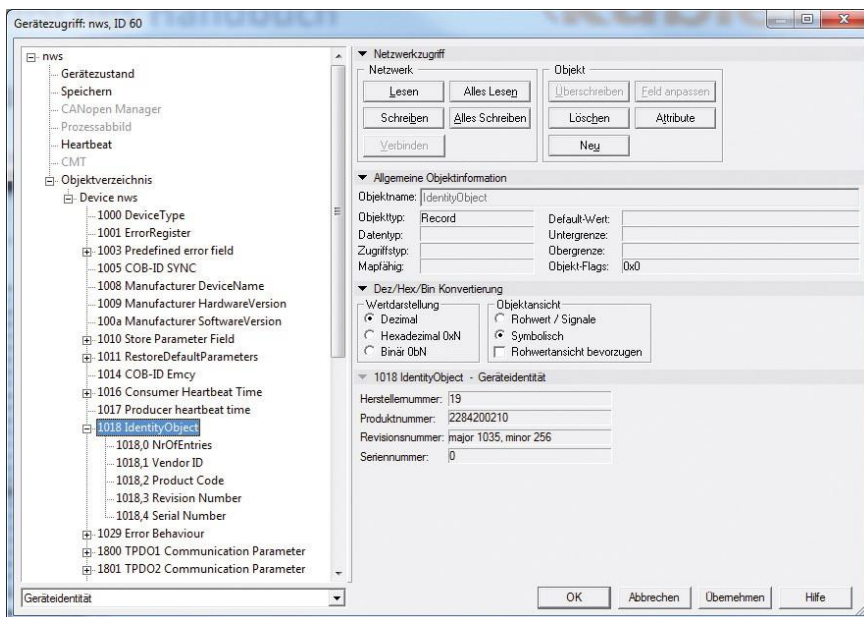 Gerätezugriff: nws, ID 60
nws
Gerätezustand
Speichern
CANopen Manager
Prozessabbild
Heartbeat
CMT
Objektverzeichnis
Device nws
1000 DeviceType
1001 ErrorRegister
1003 Predefined error field
1005 COB-ID SYNC
1008 Manufacturer DeviceName
1009 Manufacturer HardwareVersion
100a Manufacturer SoftwareVersion
1010 Store Parameter Field
1011 RestoreDefaultParameters
1014 COB-ID Emcy
1016 Consumer Heartbeat Time
1017 Producer heartbeat time
1018 IdentityObject
1018,0 NrOfEntries
1018,1 Vendor ID
1018,2 Product Code
1018,3 Revision Number
1018,4 Serial Number
1029 Error Behaviour
1800 TPDO1 Communication Parameter
1801 TPDO2 Communication Parameter
Geräteidentität
Netzwerkzugriff
Netzwerk Objekt
Lesen Alles Lesen Überschreiben Feld anpassen
Schreiben Alles Schreiben Löschen Attribute
Verbinden Neu
Allgemeine Objektinformation
Objektname: IdentityObject
Objekttyp: Record Default-Wert:
Datentyp: Untergrenze:
Zugriffstyp: Obergrenze:
Mapfähig: Objekt-Flags: 0x0
Dez/Hex/Bin Konvertierung
Wertdarstellung Objektansicht
Dezimal Rohwert / Signale
Hexadezimal 0xN Symbolisch
Binär 0bN Rohwertansicht bevorzugen
1018 IdentityObject - Geräteidentität
Herstellernummer: 19
Produktnummer: 2284200210
Revisionsnummer: major 1035, minor 256
Seriennummer: 0
OK Abbrechen Übernehmen Hilfe